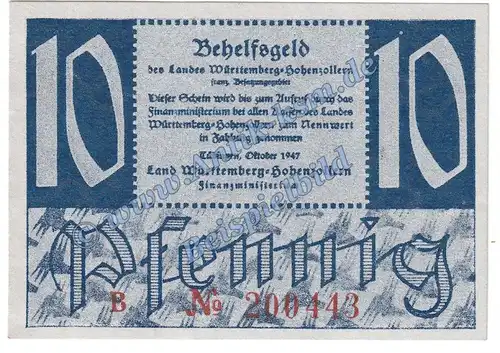 10
Behelfsgeld
des Landes Württemberg-Hohenzollern
franz. Besatzungsgebiet
Dieser Schein wird bis zum Aufruf durch das
Finanzministerium bei allen Kassen des Landes
Württemberg-Hohenzollern zum Nennwert
in Zahlung genommen
Tübingen, Oktober 1947
Land Württemberg-Hohenzollern
Finanzministerium
10
Pfennig
B № 200443
Beispielbild